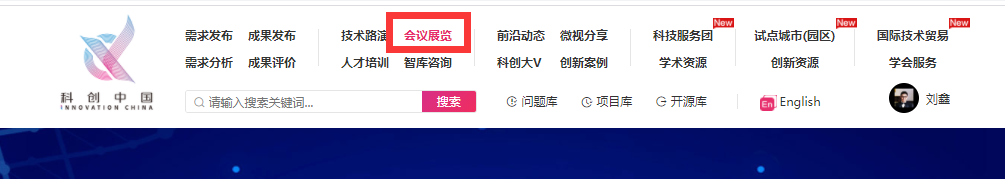 需求发布 成果发布 技术路演 会议展览 前沿动态 微视分享 科技服务团 New 试点城市(园区) New 国际技术贸易 New
需求分析 成果评价 人才培训 智库咨询 科创大V 创新案例 学术资源 创新资源 学会服务
科创中国
INNOVATION CHINA
请输入搜索关键词... 搜索 问题库 项目库 开源库 En English 刘鑫